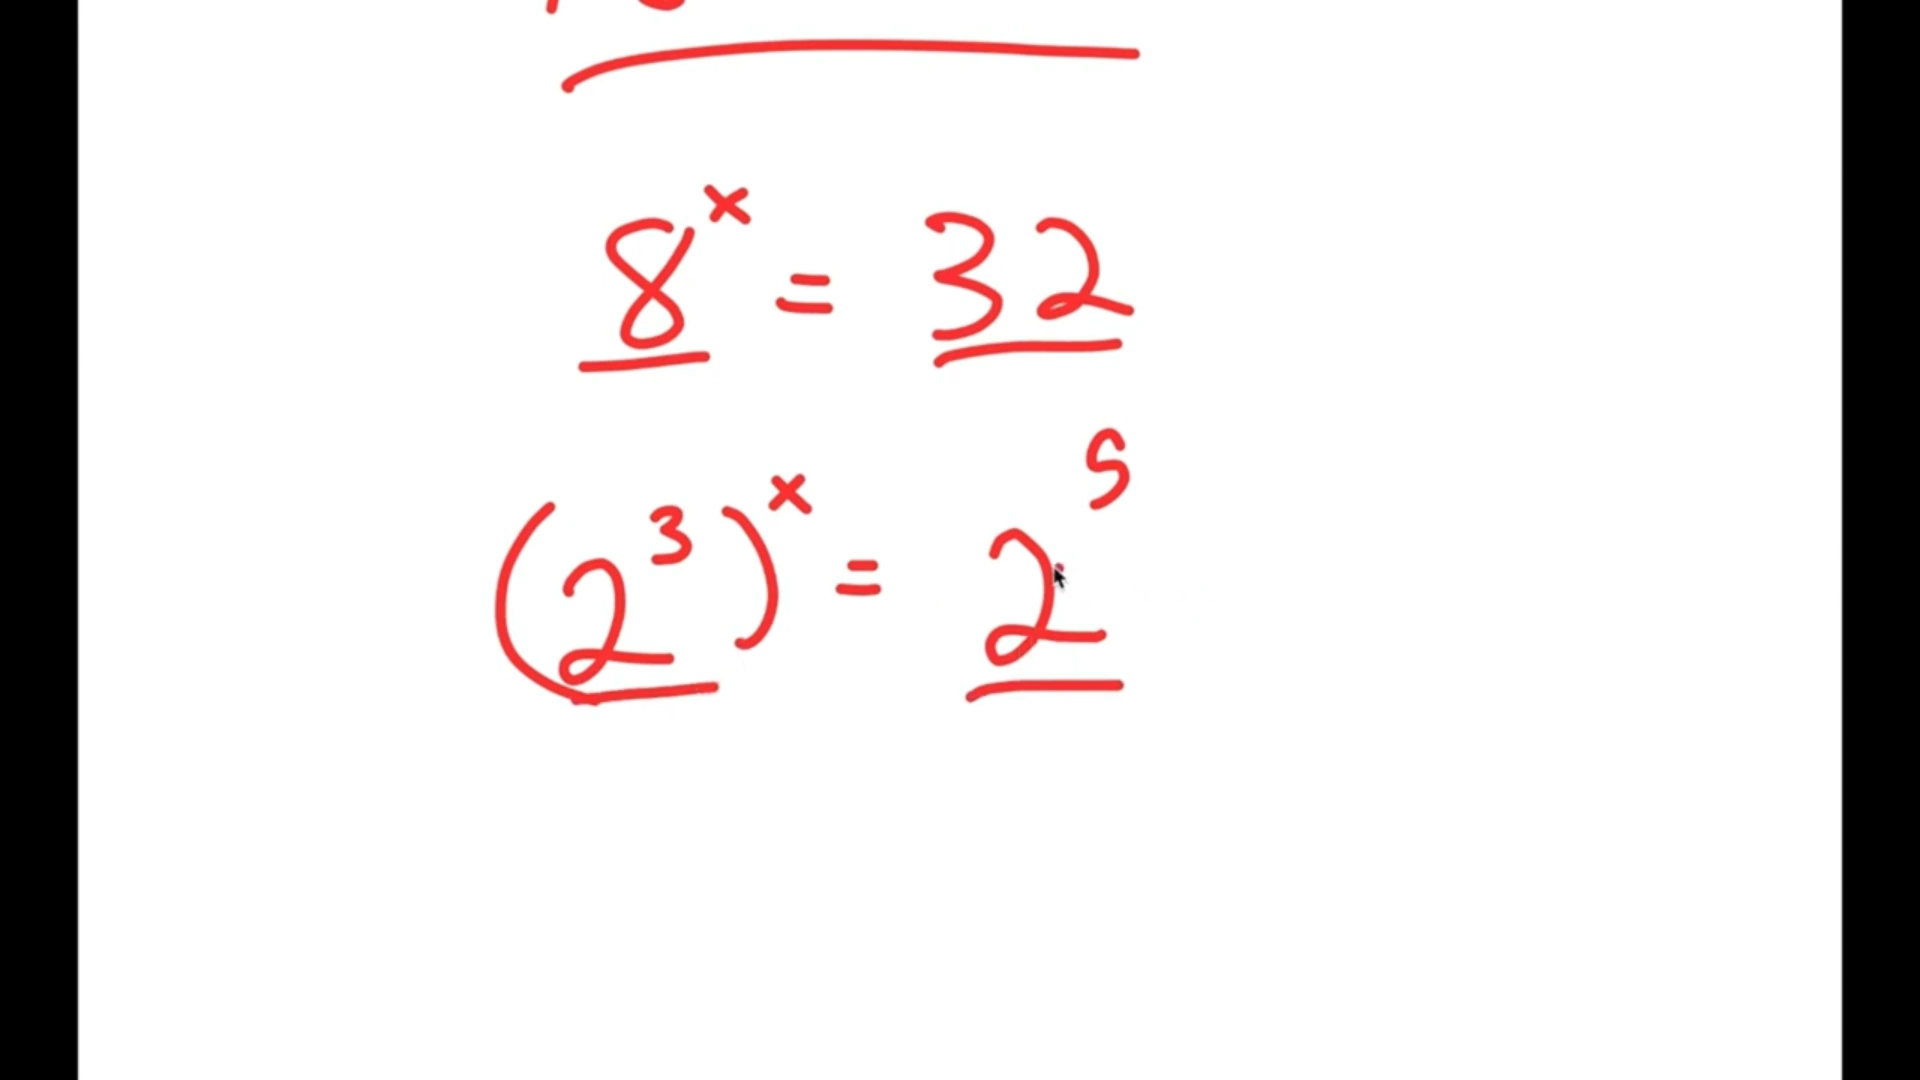 8^x = 32
(2^3)^x = 2^5